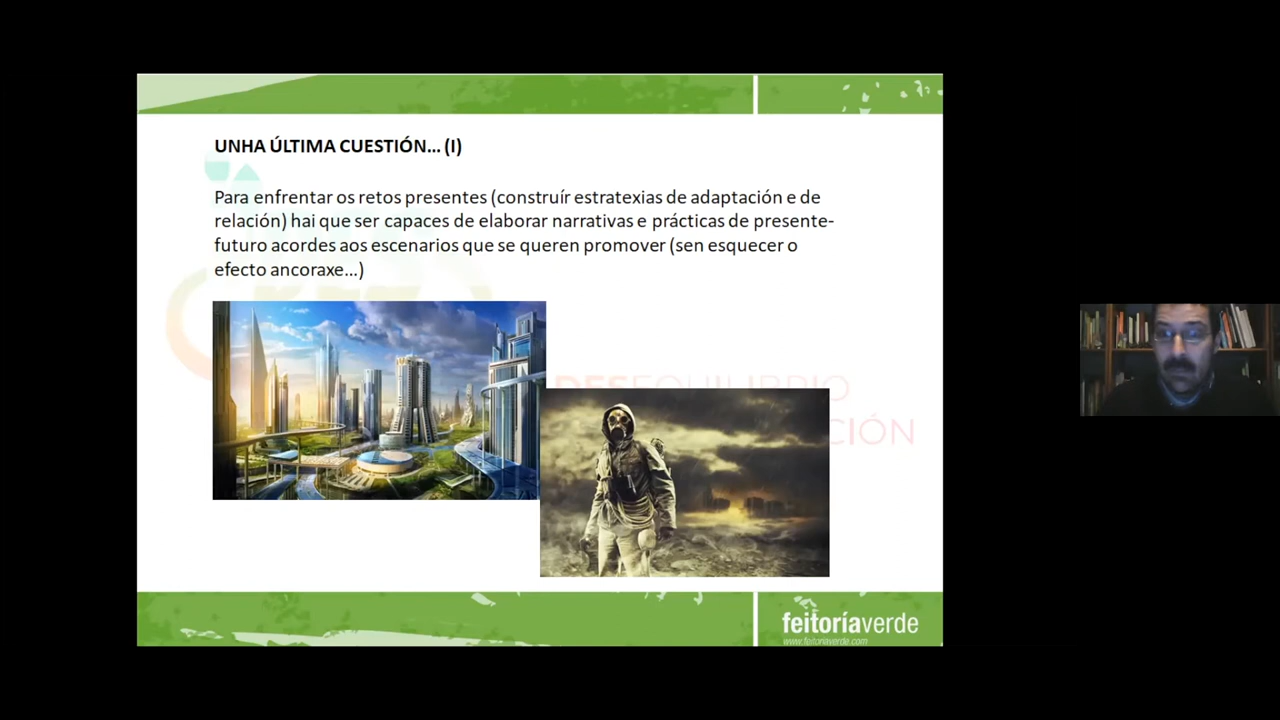 UNHA ÚLTIMA CUESTIÓN... (I)
Para enfrentar os retos presentes (construír estratexias de adaptación e de
relación) hai que ser capaces de elaborar narrativas e prácticas de presente-
futuro acordes aos escenarios que se queren promover (sen esquecer o
efecto ancoraxe...)
DESEQUILIBRIO
CIÓN
feitoríaverde
www.feitoriaverde.com